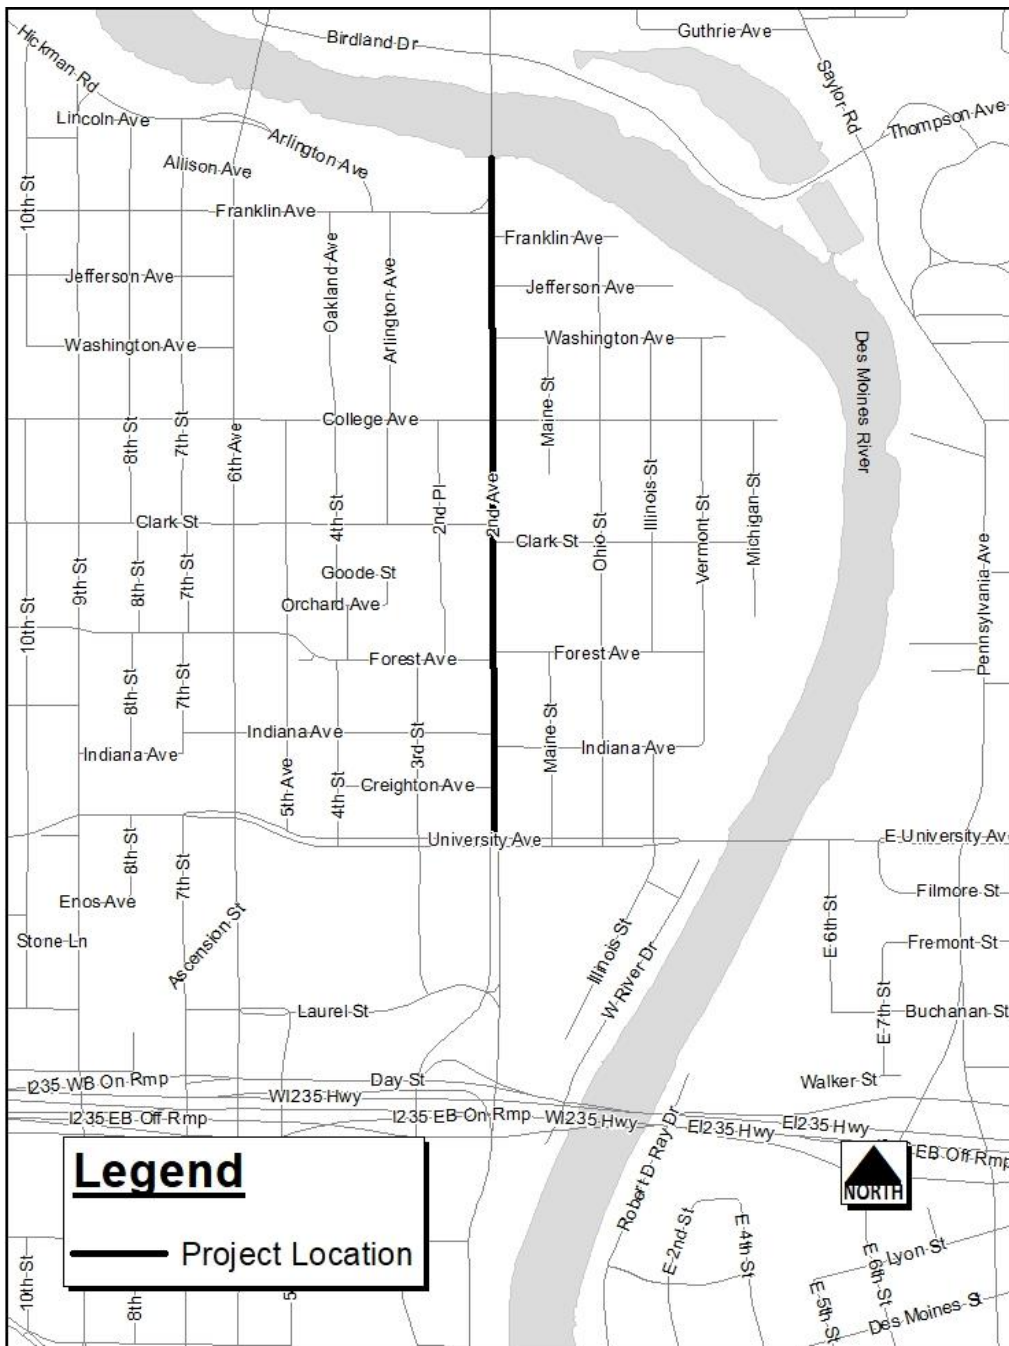 Hickman Rd
Birdland Dr
Guthrie Ave
Saylor Rd
Thompson Ave
Lincoln Ave
Arlington Ave
Allison Ave
10th St
Franklin Ave
Franklin Ave
Oakland Ave
Arlington Ave
Jefferson Ave
Jefferson Ave
Washington Ave
Washington Ave
Des Moines River
Maine St
College Ave
8th St
7th St
6th Ave
4th St
2nd Pl
2nd Ave
Illinois St
Vermont St
Michigan St
Ohio St
Clark St
Clark St
Pennsylvania Ave
9th St
8th St
7th St
Goode St
Orchard Ave
10th St
Forest Ave
Forest Ave
8th St
7th St
Indiana Ave
Indiana Ave
Indiana Ave
3rd St
Maine St
5th Ave
4th St
Creighton Ave
University Ave
E University Ave
8th St
7th St
Filmore St
Enos Ave
Ascension St
Stone Ln
Illinois St
W River Dr
E 6th St
Fremont St
Laurel St
E 7th St
Buchanan St
I235 WB On Rmp
Day St
Walker St
WI235 Hwy
I235 EB Off Rmp
I235 EB On Rmp
WI235 Hwy
EI235 Hwy
EI235 Hwy
EB Off Rmp
Robert D Ray Dr
NORTH
Legend
Project Location
E 2nd St
E 4th St
Lyon St
E 6th St
E 5th St
Des Moines St
10th St
8th
5